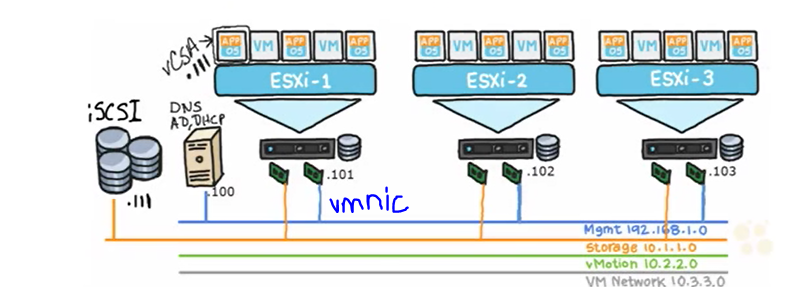 vCSA →
.111
APP OS VM APP OS VM APP OS
APP OS VM APP OS VM APP OS
APP OS VM APP OS VM APP OS
ESXi-1
ESXi-2
ESXi-3
iSCSI
.111
DNS
AD, DHCP
.100
.101
.102
.103
vmnic
Mgmt 192.168.1.0
Storage 10.1.1.0
vMotion 10.2.2.0
VM Network 10.3.3.0